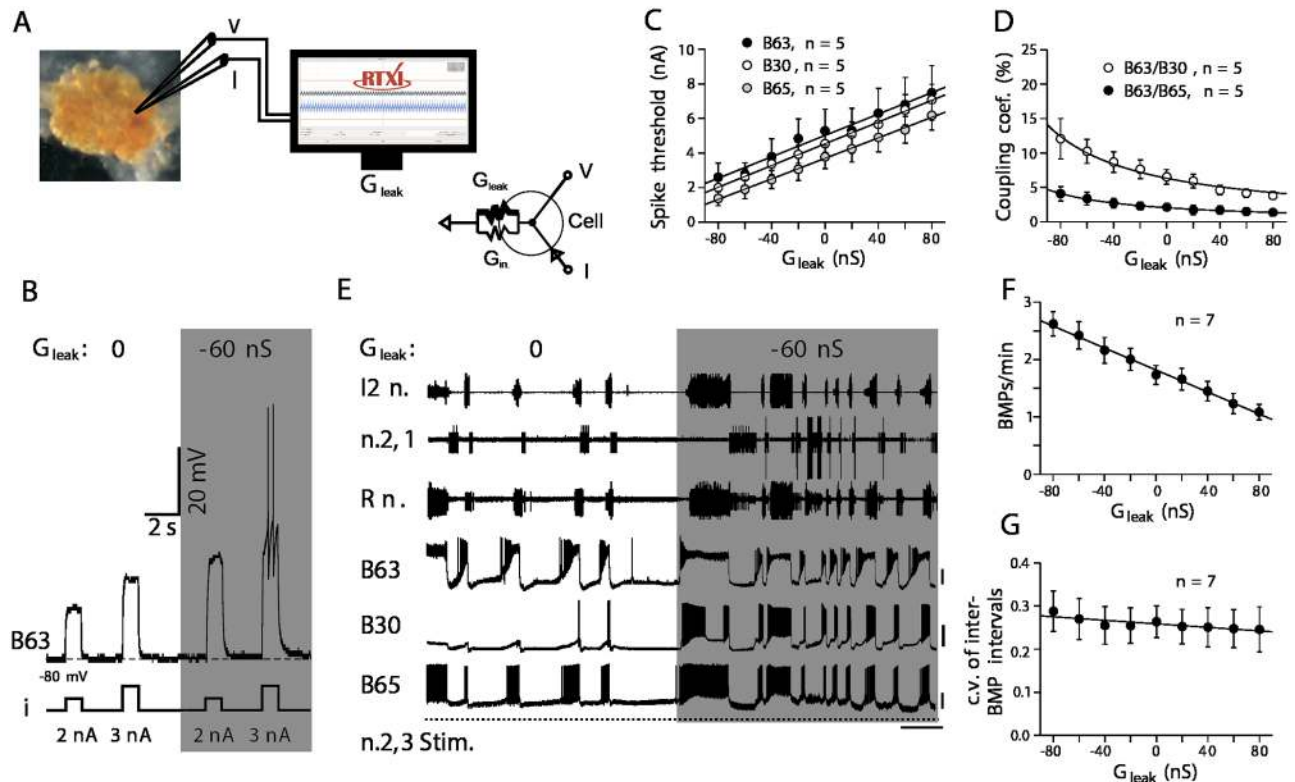 A
V
I
RTXI
G leak
G leak
V
Cell
G in.
I
B
G leak: 0 -60 nS
20 mV
2 s
B63
-80 mV
i
2 nA 3 nA 2 nA 3 nA
C
Spike threshold (nA)
10
8
6
4
2
0
B63, n = 5
B30, n = 5
B65, n = 5
-80 -40 0 40 80
G leak (nS)
D
Coupling coef. (%)
25
20
15
10
5
0
B63/B30 , n = 5
B63/B65, n = 5
-80 -40 0 40 80
G leak (nS)
E
G leak: 0 -60 nS
I2 n.
n.2, 1
R n.
B63
B30
B65
n.2,3 Stim.
F
BMPs/min
3
2
1
0
n = 7
-80 -40 0 40 80
G leak (nS)
G
c.v. of inter-
BMP intervals
0.4
0.3
0.2
0.1
0.0
n = 7
-80 -40 0 40 80
G leak (nS)